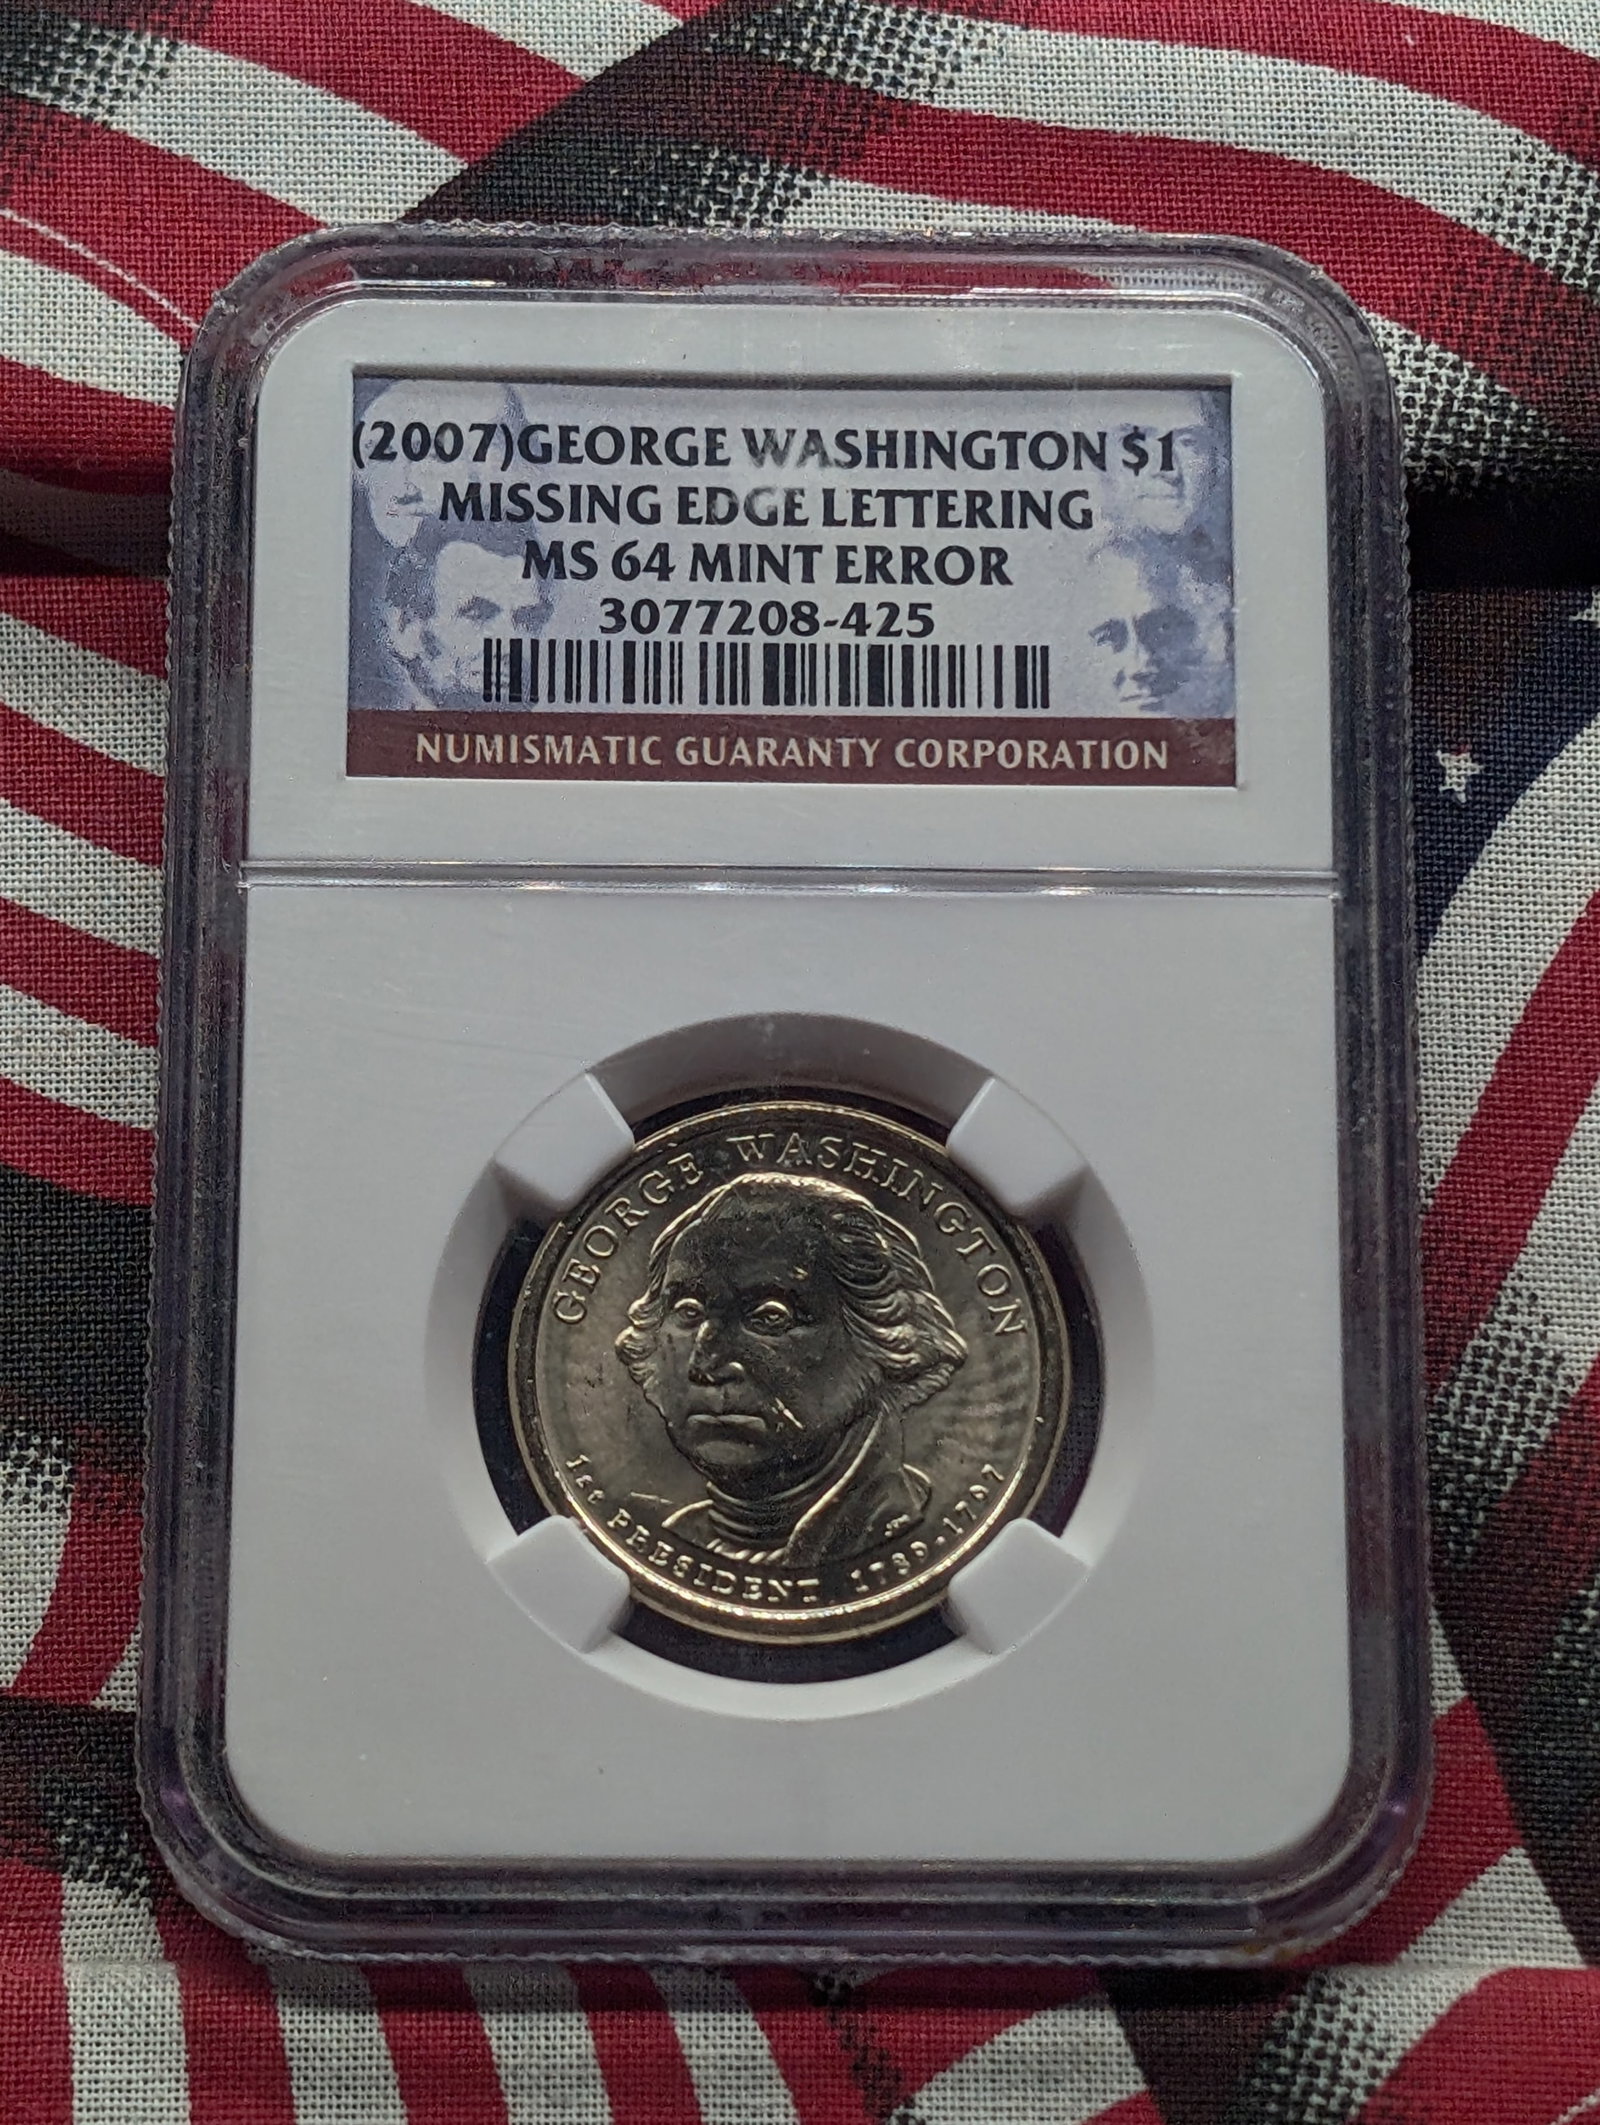 (2007)GEORGE WASHINGTON $1
MISSING EDGE LETTERING
MS 64 MINT ERROR
3077208-425
NUMISMATIC GUARANTY CORPORATION
GEORGE WASHINGTON
1st PRESIDENT 1789-1797